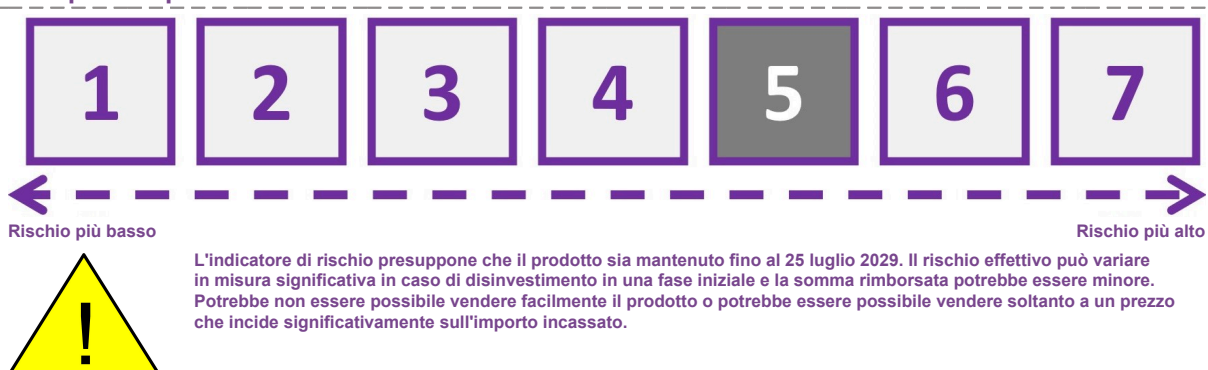 1 2 3 4 5 6 7
Rischio più basso Rischio più alto
L'indicatore di rischio presuppone che il prodotto sia mantenuto fino al 25 luglio 2029. Il rischio effettivo può variare
in misura significativa in caso di disinvestimento in una fase iniziale e la somma rimborsata potrebbe essere minore.
Potrebbe non essere possibile vendere facilmente il prodotto o potrebbe essere possibile vendere soltanto a un prezzo
che incide significativamente sull'importo incassato.
!